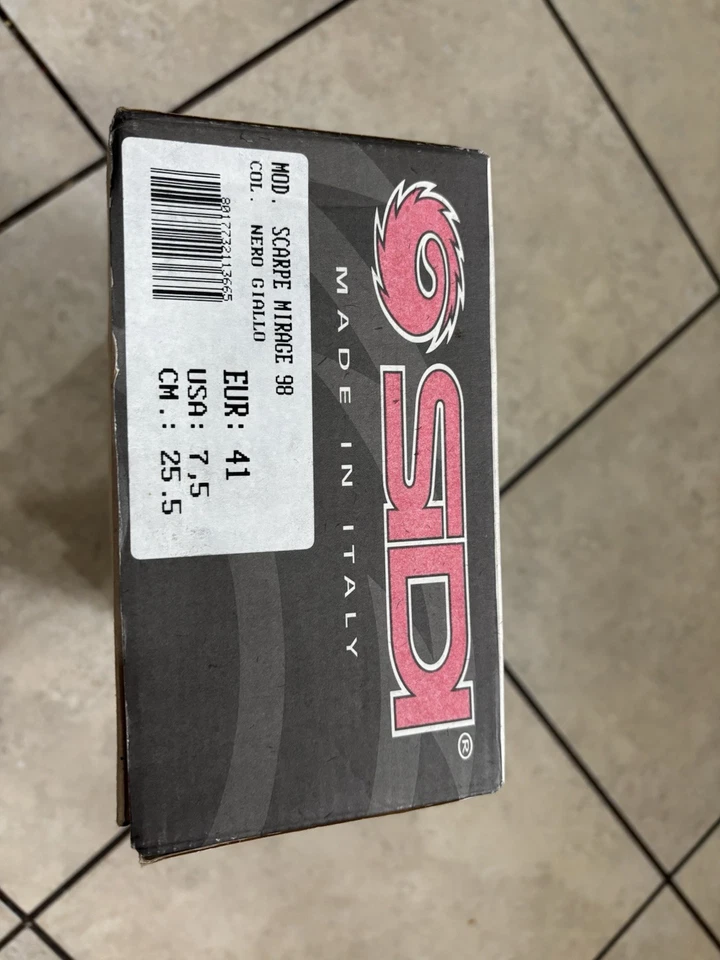 SIDI®
MADE IN ITALY
MOD. SCARPE MIRAGE 98
COL. NERO GIALLO
8017732113665
EUR: 41
USA: 7,5
CM.: 25.5